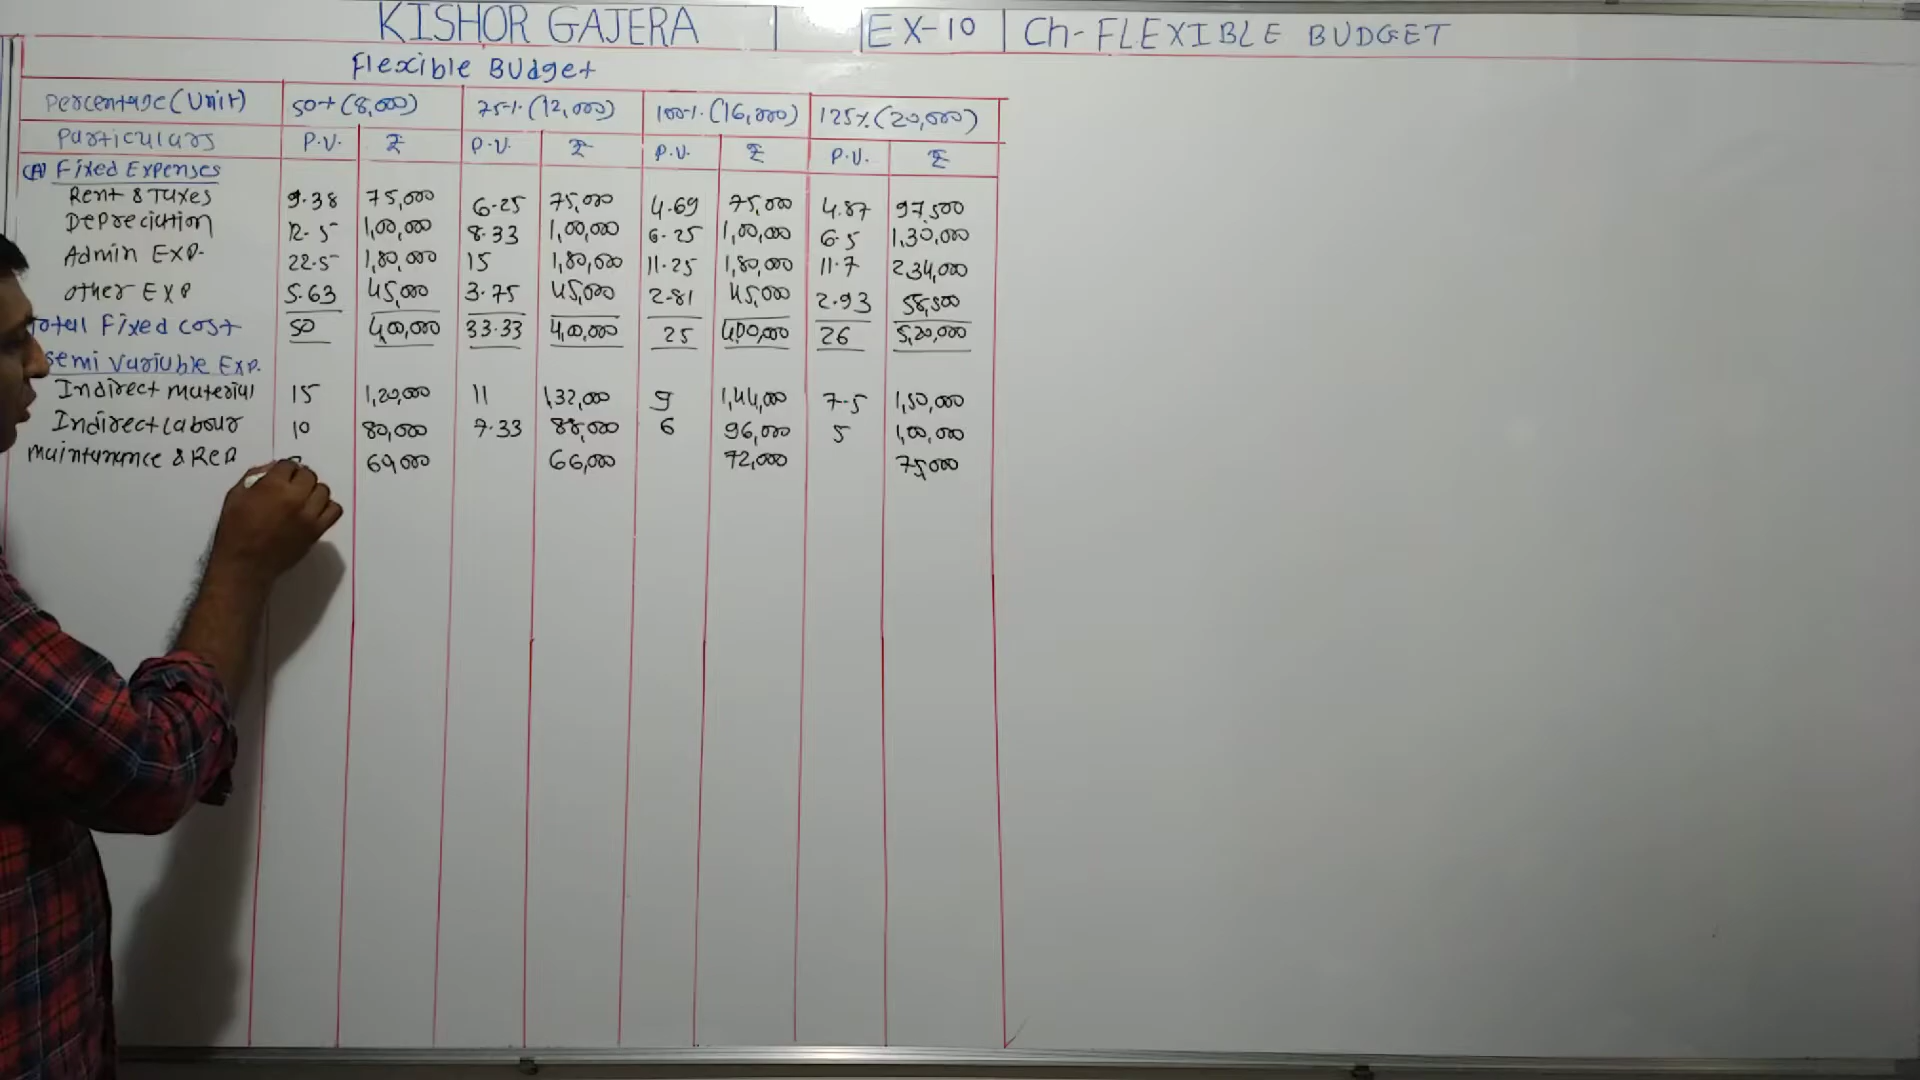 KISHOR GAJERA EX-10 Ch- FLEXIBLE BUDGET
Flexible BUdget
Percentage(Unit) 50+(8,000) 75%(12,000) 100%(16,000) 125%(20,000)
Particulars P.U. ₹ P.U. ₹ P.U. ₹ P.U. ₹
(A) Fixed Expenses
Rent & Taxes 9.38 75,000 6.25 75,000 4.69 75,000 4.87 97,500
Depreciation 12.5 1,00,000 8.33 1,00,000 6.25 1,00,000 6.5 1,30,000
Admin EXP. 22.5 1,80,000 15 1,80,000 11.25 1,80,000 11.7 234,000
other EXP 5.63 45,000 3.75 45,000 2.81 45,000 2.93 58,500
Total Fixed cost 50 4,00,000 33.33 4,00,000 25 4,00,000 26 5,20,000
semi variable Exp.
Indirect material 15 1,20,000 11 1,32,000 9 1,44,000 7.5 1,50,000
Indirect Labour 10 80,000 7.33 88,000 6 96,000 5 1,00,000
maintanance & Rep 69,000 66,000 72,000 75,000